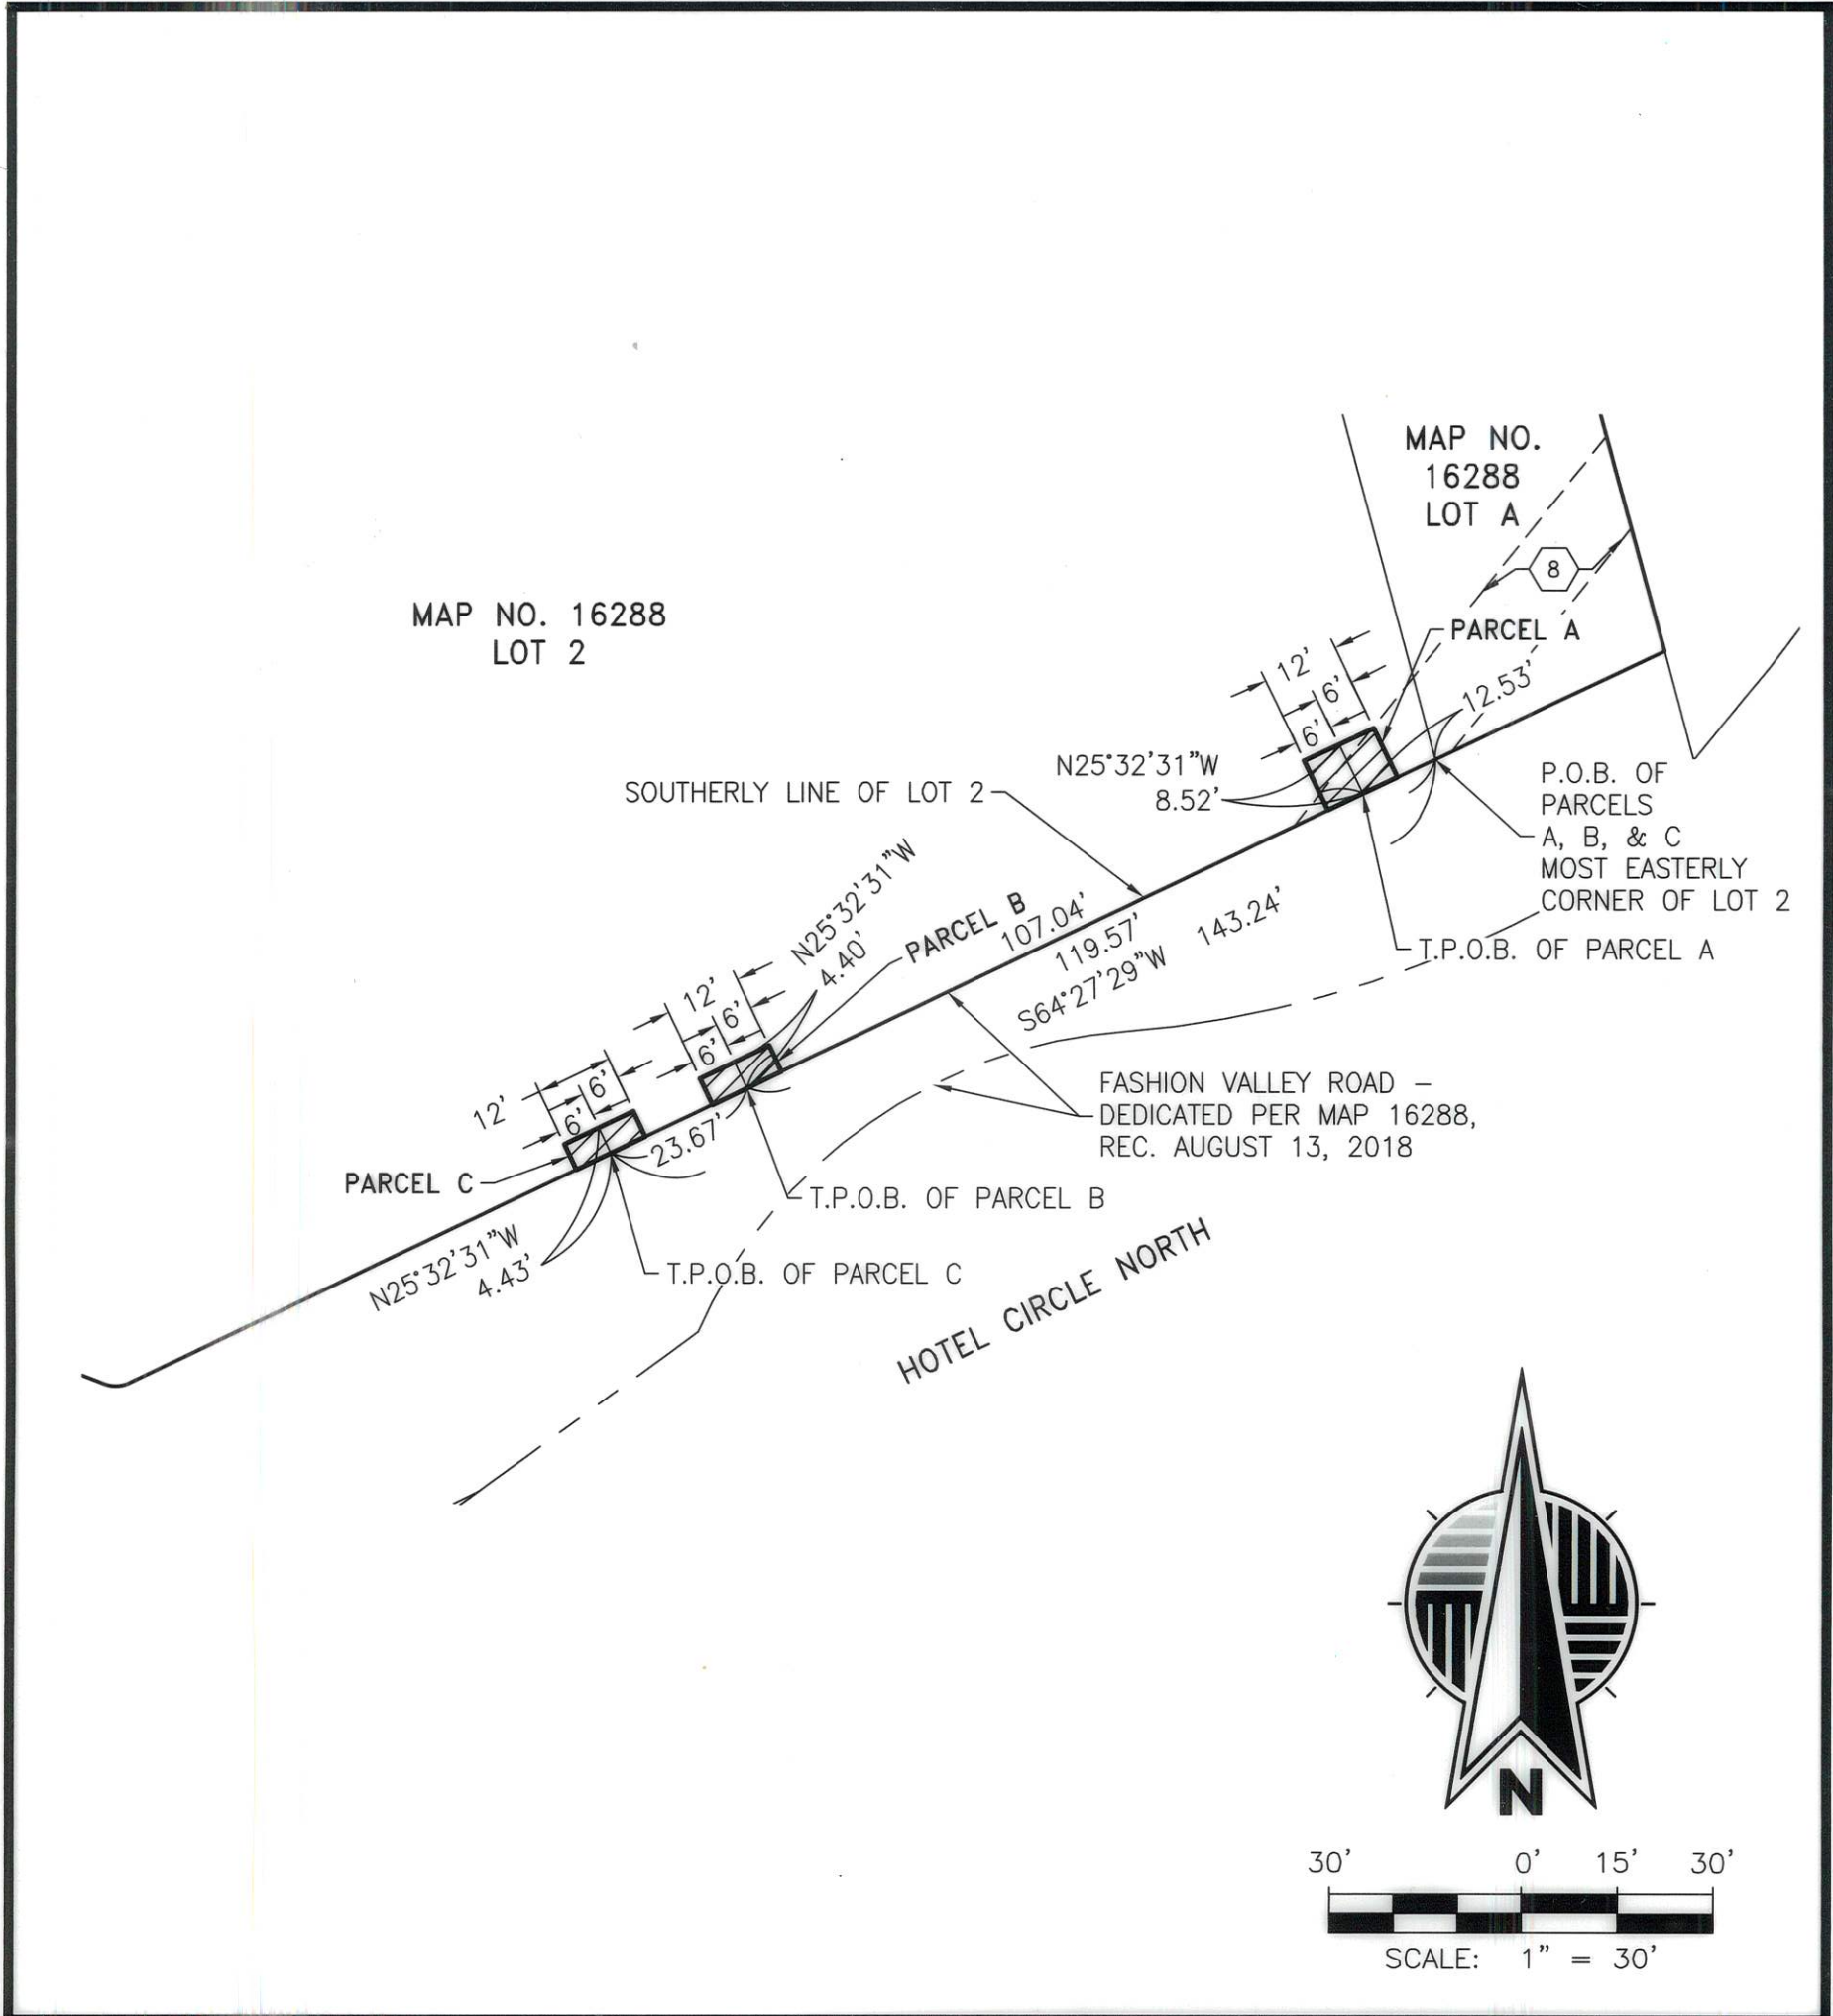 MAP NO.
16288
LOT A
8
MAP NO. 16288
LOT 2
PARCEL A
12'
6'
6'
12.53'
N25°32'31"W
8.52'
SOUTHERLY LINE OF LOT 2
P.O.B. OF
PARCELS
A, B, & C
MOST EASTERLY
CORNER OF LOT 2
T.P.O.B. OF PARCEL A
N25°32'31"W
4.40'
PARCEL B
107.04'
119.57'
S64°27'29"W 143.24'
12'
6'
6'
12'
6'
6'
23.67'
FASHION VALLEY ROAD –
DEDICATED PER MAP 16288,
REC. AUGUST 13, 2018
PARCEL C
T.P.O.B. OF PARCEL B
N25°32'31"W
4.43'
T.P.O.B. OF PARCEL C
HOTEL CIRCLE NORTH
N
30' 0' 15' 30'
SCALE: 1" = 30'